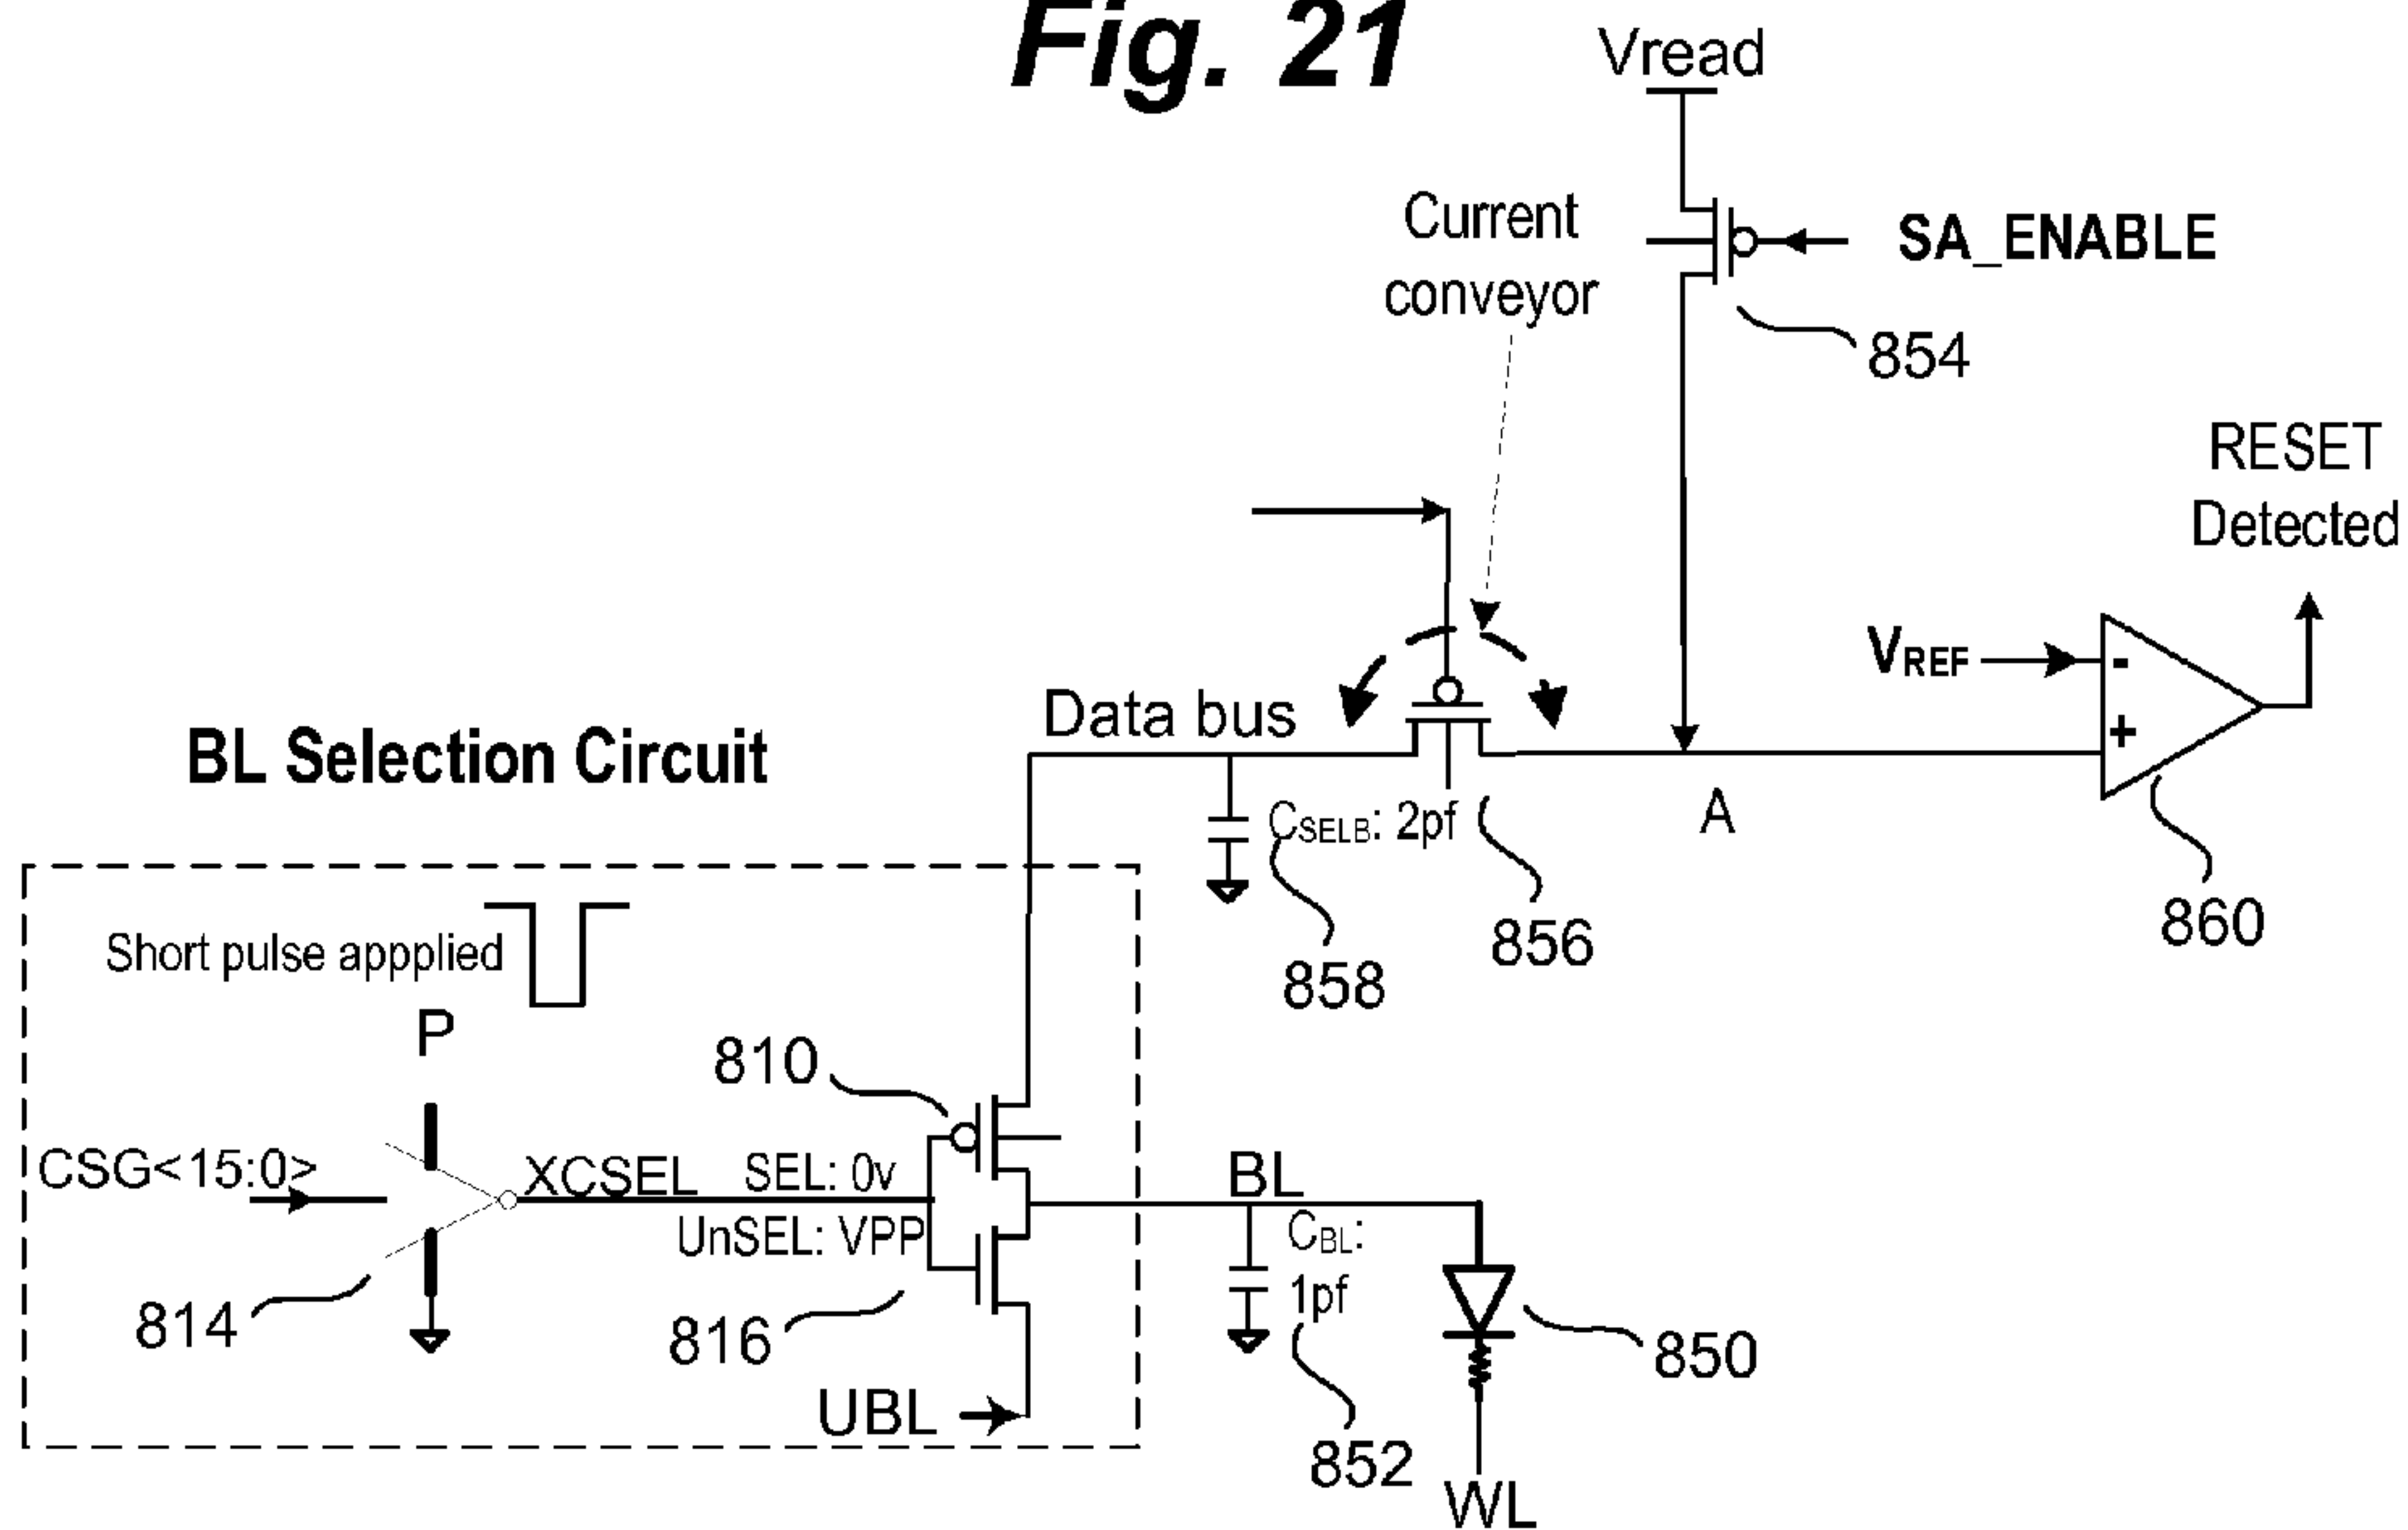 Fig. 21
Vread
Current
conveyor
SA_ENABLE
854
RESET
Detected
VREF
-
+
Data bus
BL Selection Circuit
CSELB: 2pf
A
860
856
858
Short pulse appplied
P
810
CSG<15:0>
XCSEL
SEL: 0v
UnSEL: VPP
BL
CBL:
1pf
814
816
850
UBL
852
WL